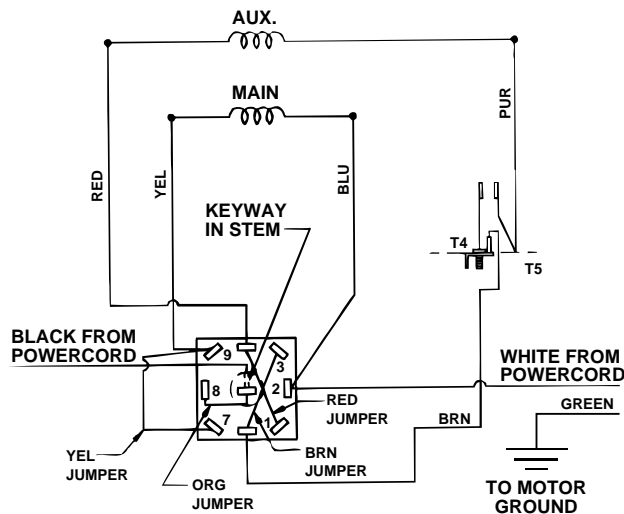 AUX.
MAIN
RED
YEL
BLU
PUR
KEYWAY
IN STEM
T4
T5
BLACK FROM
POWERCORD
9
3
8
2
7
1
WHITE FROM
POWERCORD
RED
JUMPER
BRN
GREEN
YEL
JUMPER
ORG
JUMPER
BRN
JUMPER
TO MOTOR
GROUND